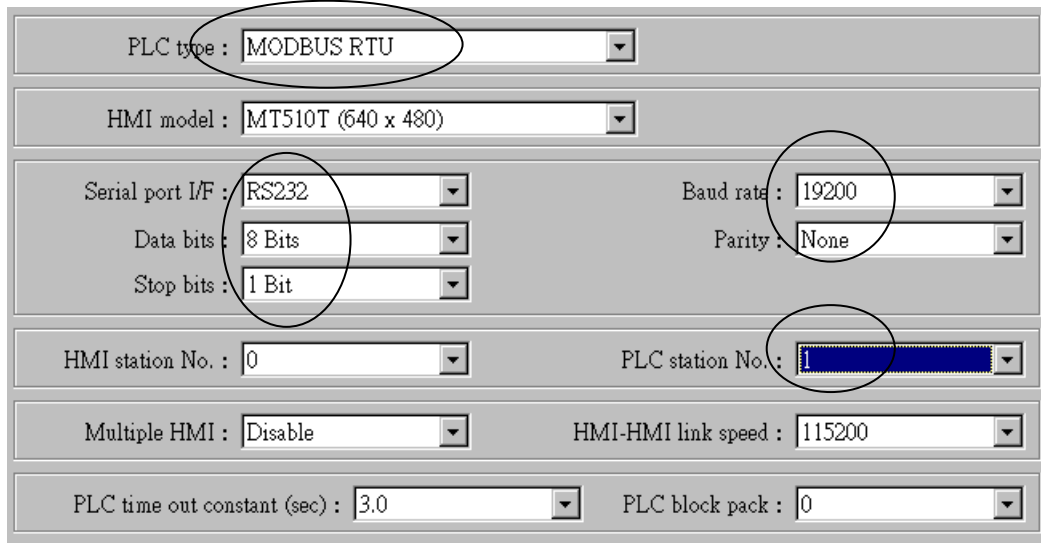 PLC type : MODBUS RTU
HMI model : MT510T (640 x 480)
Serial port I/F : RS232 Baud rate : 19200
Data bits : 8 Bits Parity : None
Stop bits : 1 Bit
HMI station No. : 0 PLC station No. : 1
Multiple HMI : Disable HMI-HMI link speed : 115200
PLC time out constant (sec) : 3.0 PLC block pack : 0